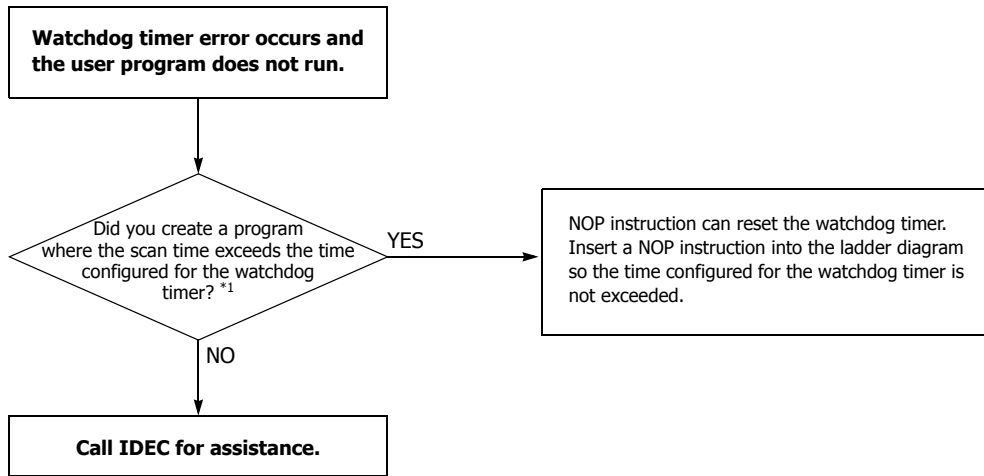 Watchdog timer error occurs and
the user program does not run.
Did you create a program
where the scan time exceeds the time
configured for the watchdog
timer? *1
YES
NOP instruction can reset the watchdog timer.
Insert a NOP instruction into the ladder diagram
so the time configured for the watchdog timer is
not exceeded.
NO
Call IDEC for assistance.